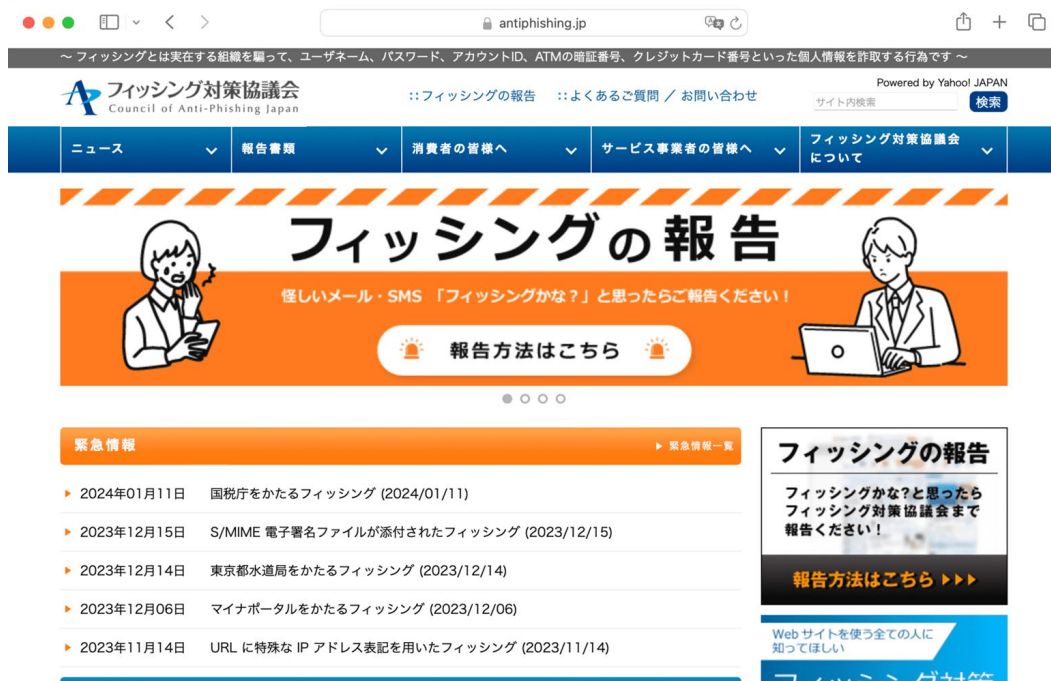 antiphishing.jp
～ フィッシングとは実在する組織を騙って、ユーザネーム、パスワード、アカウントID、ATMの暗証番号、クレジットカード番号といった個人情報を詐取する行為です ～
フィッシング対策協議会
Council of Anti-Phishing Japan
::フィッシングの報告 ::よくあるご質問 ／ お問い合わせ
Powered by Yahoo! JAPAN
サイト内検索 検索
ニュース 報告書類 消費者の皆様へ サービス事業者の皆様へ フィッシング対策協議会
について
フィッシングの報告
怪しいメール・SMS 「フィッシングかな？」と思ったらご報告ください！
報告方法はこちら
緊急情報 緊急情報一覧
2024年01月11日 国税庁をかたるフィッシング (2024/01/11)
2023年12月15日 S/MIME 電子署名ファイルが添付されたフィッシング (2023/12/15)
2023年12月14日 東京都水道局をかたるフィッシング (2023/12/14)
2023年12月06日 マイナポータルをかたるフィッシング (2023/12/06)
2023年11月14日 URL に特殊な IP アドレス表記を用いたフィッシング (2023/11/14)
フィッシングの報告
フィッシングかな?と思ったら
フィッシング対策協議会まで
報告ください！
報告方法はこちら
Web サイトを使う全ての人に
知ってほしい
フィッシング対策